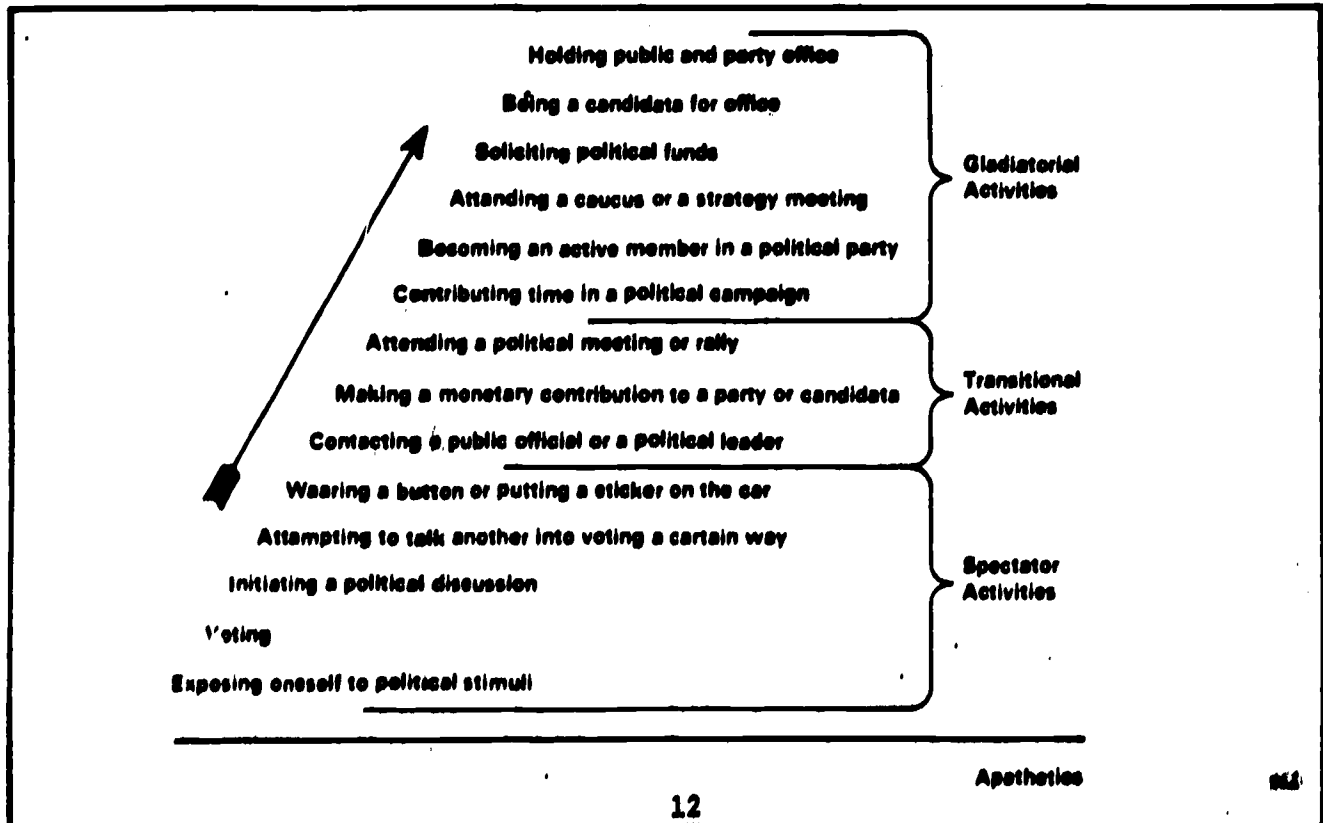 Holding public and party office
Being a candidate for office
Soliciting political funds
Attending a caucus or a strategy meeting
Becoming an active member in a political party
Contributing time in a political campaign
Gladiatorial
Activities
Attending a political meeting or rally
Making a monetary contribution to a party or candidate
Contacting a public official or a political leader
Transitional
Activities
Wearing a button or putting a sticker on the car
Attempting to talk another into voting a certain way
Initiating a political discussion
Voting
Exposing oneself to political stimuli
Spectator
Activities
Apathetics
12